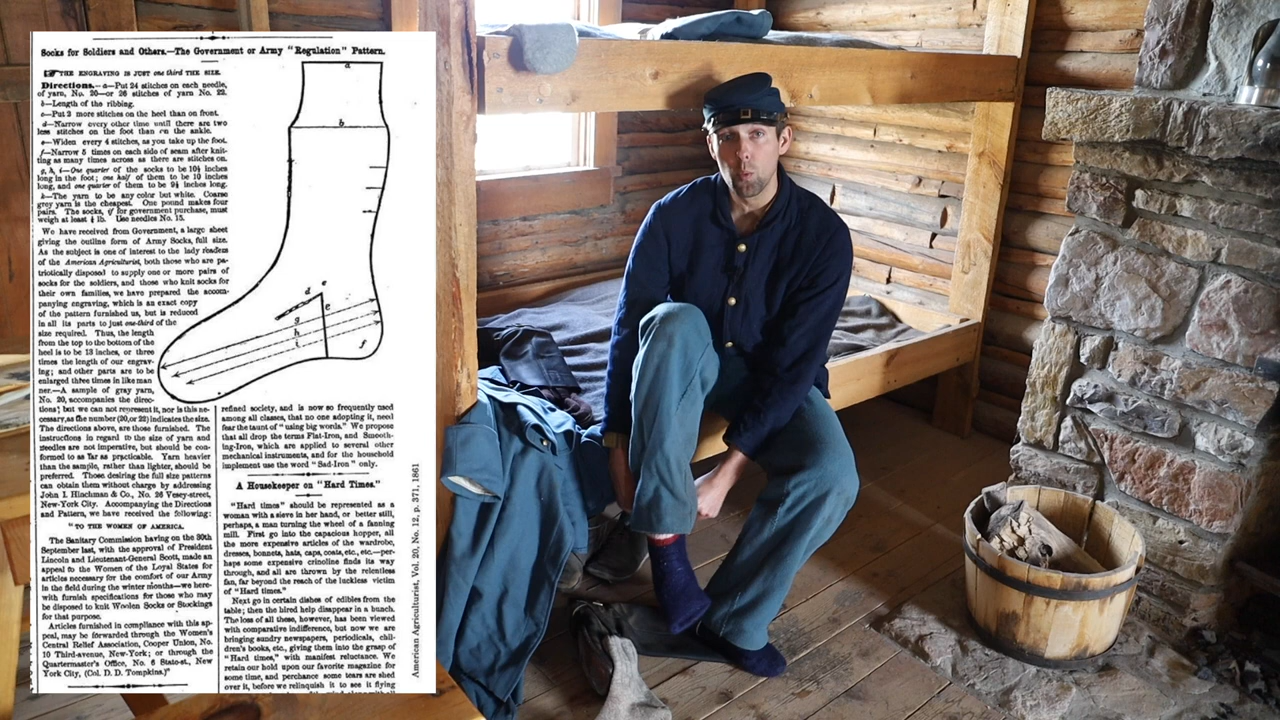 Socks for Soldiers and Others.—The Government or Army "Regulation" Pattern.
THE ENGRAVING IS JUST one third THE SIZE.
Directions.—a—Put 24 stitches on each needle,
of yarn, No. 20—or 26 stitches of yarn No. 22.
b—Length of the ribbing.
c—Put 2 more stitches on the heel than on front.
d—Narrow every other time until there are two
less stitches on the foot than on the ankle.
e—Widen every 4 stitches, as you take up the foot.
f—Narrow 5 times on each side of seam after knit-
ting as many times across as there are stitches on.
g, h, i—One quarter of the socks to be 10½ inches
long in the foot; one half of them to be 10 inches
long, and one quarter of them to be 9½ inches long.
k—The yarn to be any color but white. Coarse
grey yarn is the cheapest. One pound makes four
pairs. The socks, if for government purchase, must
weigh at least ¼ lb. Use needles No. 15.
We have received from Government, a large sheet
giving the outline form of Army Socks, full size.
As the subject is one of interest to the lady readers
of the American Agriculturist, both those who are pa-
triotically disposed to supply one or more pairs of
socks for the soldiers, and those who knit socks for
their own families, we have prepared the accom-
panying engraving, which is an exact copy
of the pattern furnished us, but is reduced
in all its parts to just one-third of the
size required. Thus, the length
from the top to the bottom of the
heel is to be 13 inches, or three
times the length of our engrav-
ing; and other parts are to be
enlarged three times in like man
ner.—A sample of gray yarn,
No. 20, accompanies the direc-
tions; but we can not represent it, nor is this ne-
cessary, as the number (20, or 22) indicates the size.
The directions above, are those furnished. The
instructions in regard to the size of yarn and
needles are not imperative, but should be con-
formed to as far as practicable. Yarn heavier
than the sample, rather than lighter, should be
preferred. Those desiring the full size patterns
can obtain them without charge by addressing
John I. Hinchman & Co., No. 26 Vesey-street,
New-York City. Accompanying the Directions
and Pattern, we have received the following:
"TO THE WOMEN OF AMERICA.
The Sanitary Commission having on the 30th
September last, with the approval of President
Lincoln and Lieutenant-General Scott, made an
appeal to the Women of the Loyal States for
articles necessary for the comfort of our Army
in the field during the winter months—we here-
with furnish specifications for those who may
be disposed to knit Woolen Socks or Stockings
for that purpose.
Articles furnished in compliance with this ap-
peal, may be forwarded through the Women's
Central Relief Association, Cooper Union, No.
10 Third-avenue, New-York; or through the
Quartermaster's Office, No. 6 State-st., New
York City, (Col. D. D. Tompkins.)"
a
b
d
e
e
g
h
i
f
refined society, and is now so frequently used
among all classes, that no one adopting it, need
fear the taunt of "using big words." We propose
that all drop the terms Flat-Iron, and Smooth-
ing-Iron, which are applied to several other
mechanical instruments, and for the household
implement use the word "Sad-Iron" only.
A Housekeeper on "Hard Times."
"Hard times" should be represented as a
woman with a sieve in her hand, or better still,
perhaps, a man turning the wheel of a fanning
mill. First go into the capacious hopper, all
the more expensive articles of the wardrobe,
dresses, bonnets, hats, caps, coats, etc., etc.—per-
haps some expensive crinoline finds its way
through, and all are thrown by the relentless
fan, far beyond the reach of the luckless victim
of "Hard times."
Next go in certain dishes of edibles from the
table; then the hired help disappear in a bunch.
The loss of all these, however, has been viewed
with comparative indifference, but now we are
bringing sundry newspapers, periodicals, chil-
dren's books, etc., giving them into the grasp of
"Hard times," with manifest reluctance. We
retain our hold upon our favorite magazine for
some time, and perchance some tears are shed
over it, before we relinquish it to see it flying
American Agriculturist, Vol. 20, No. 12, p. 371, 1861